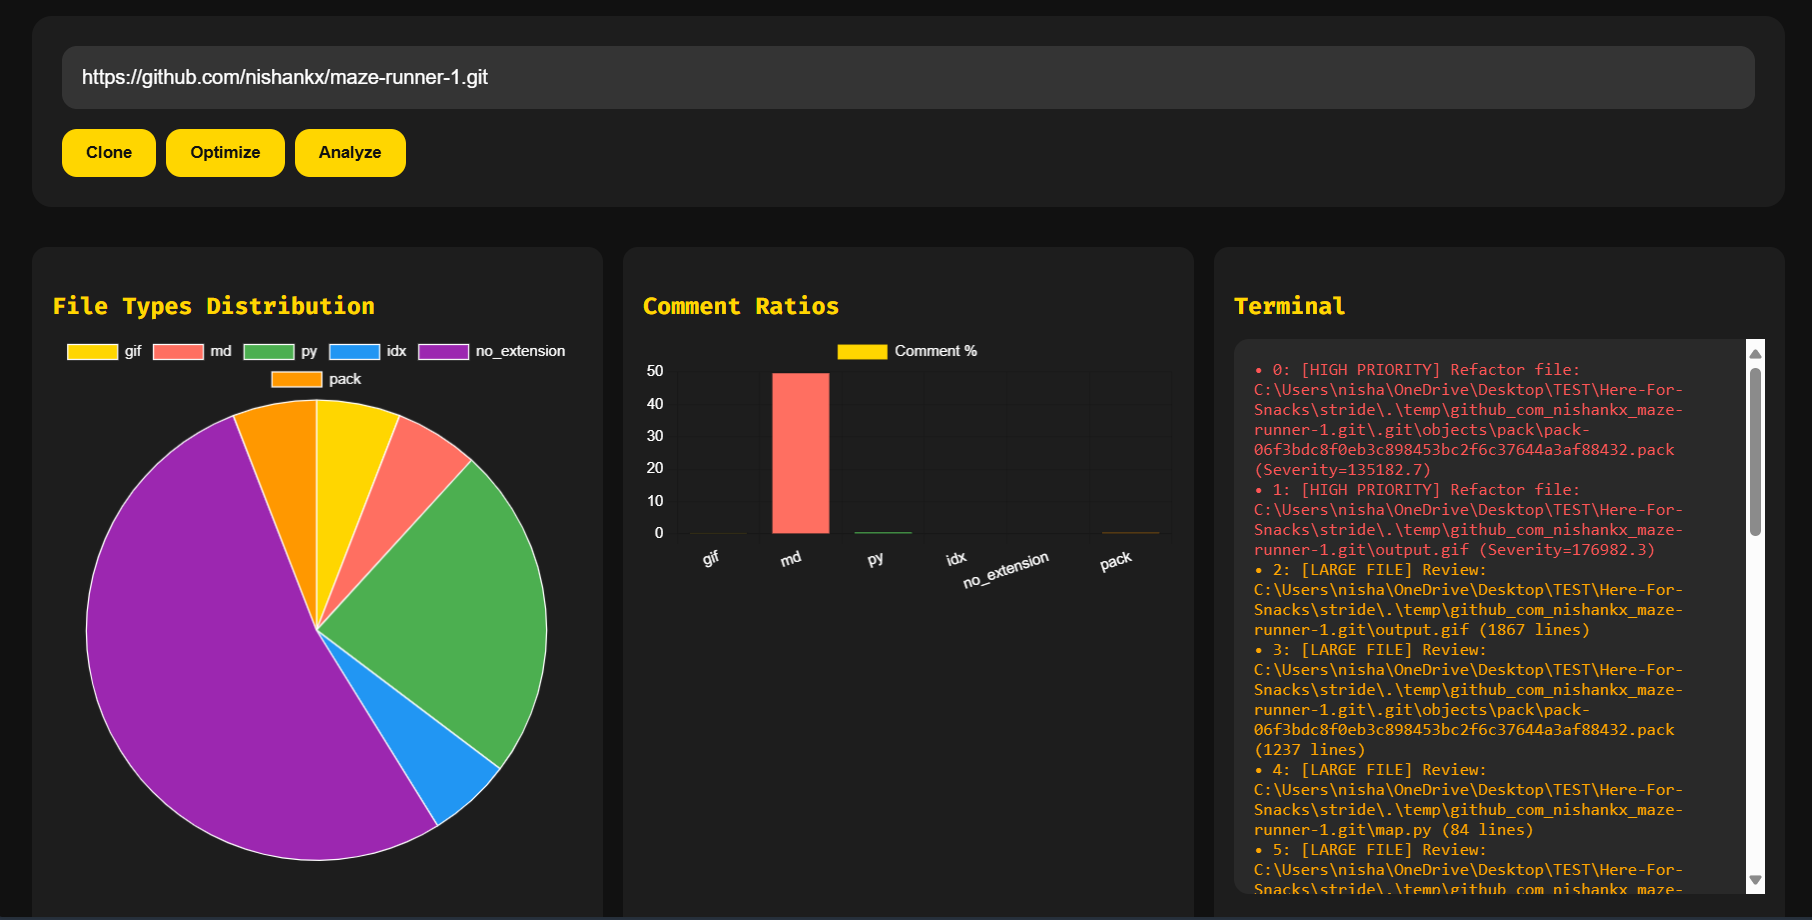 https://github.com/nishankx/maze-runner-1.git
Clone
Optimize
Analyze
File Types Distribution
gif
md
py
idx
no_extension
pack
Comment Ratios
Comment %
50
40
30
20
10
0
gif
md
py
idx
no_extension
pack
Terminal
• 0: [HIGH PRIORITY] Refactor file:
C:\Users\nisha\OneDrive\Desktop\TEST\Here-For-
Snacks\stride\.\temp\github_com_nishankx_maze-
runner-1.git\.git\objects\pack\pack-
06f3bdc8f0eb3c898453bc2f6c37644a3af88432.pack
(Severity=135182.7)
• 1: [HIGH PRIORITY] Refactor file:
C:\Users\nisha\OneDrive\Desktop\TEST\Here-For-
Snacks\stride\.\temp\github_com_nishankx_maze-
runner-1.git\output.gif (Severity=176982.3)
• 2: [LARGE FILE] Review:
C:\Users\nisha\OneDrive\Desktop\TEST\Here-For-
Snacks\stride\.\temp\github_com_nishankx_maze-
runner-1.git\output.gif (1867 lines)
• 3: [LARGE FILE] Review:
C:\Users\nisha\OneDrive\Desktop\TEST\Here-For-
Snacks\stride\.\temp\github_com_nishankx_maze-
runner-1.git\.git\objects\pack\pack-
06f3bdc8f0eb3c898453bc2f6c37644a3af88432.pack
(1237 lines)
• 4: [LARGE FILE] Review:
C:\Users\nisha\OneDrive\Desktop\TEST\Here-For-
Snacks\stride\.\temp\github_com_nishankx_maze-
runner-1.git\map.py (84 lines)
• 5: [LARGE FILE] Review:
C:\Users\nisha\OneDrive\Desktop\TEST\Here-For-
Snacks\stride\.\temp\github_com_nishankx_maze-